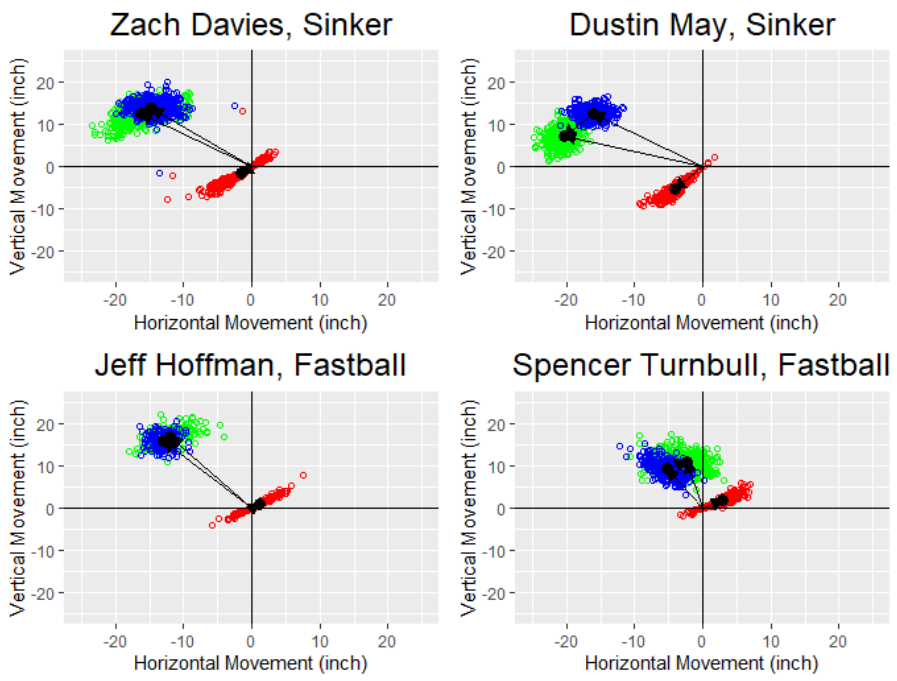 Zach Davies, Sinker
Vertical Movement (inch)
20
10
0
-10
-20
-20 -10 0 10 20
Horizontal Movement (inch)
Dustin May, Sinker
Vertical Movement (inch)
20
10
0
-10
-20
-20 -10 0 10 20
Horizontal Movement (inch)
Jeff Hoffman, Fastball
Vertical Movement (inch)
20
10
0
-10
-20
-20 -10 0 10 20
Horizontal Movement (inch)
Spencer Turnbull, Fastball
Vertical Movement (inch)
20
10
0
-10
-20
-20 -10 0 10 20
Horizontal Movement (inch)